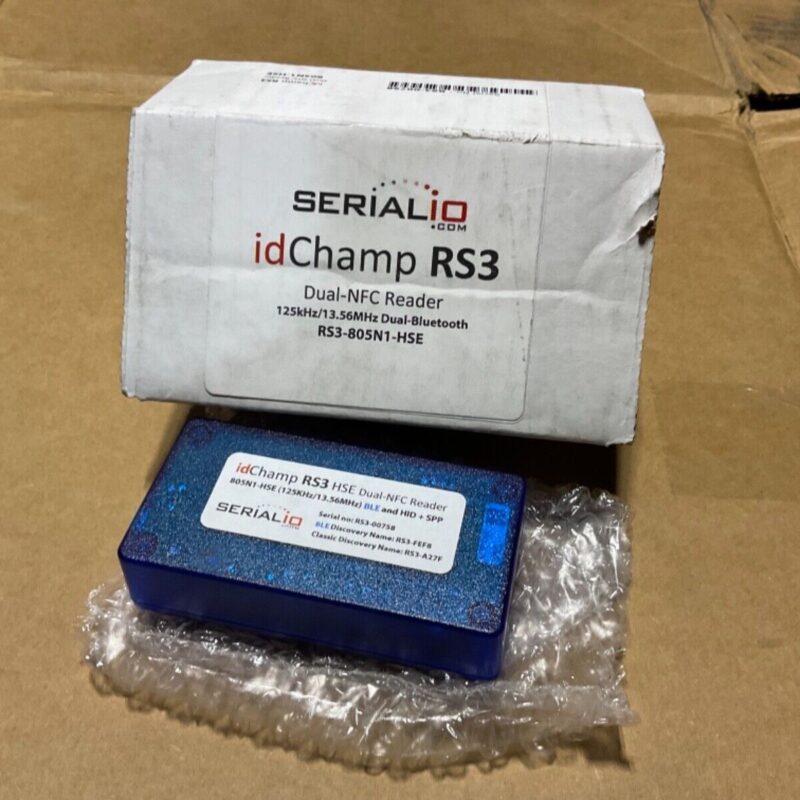 SERIALIO
.COM
idChamp RS3
Dual-NFC Reader
125kHz/13.56MHz Dual-Bluetooth
RS3-805N1-HSE
idChamp RS3 HSE Dual-NFC Reader
805N1-HSE (125KHz/13.56MHz) BLE and HID + SPP
SERIALIO
.COM
Serial no: RS3-00758
BLE Discovery Name: RS3-FEF8
Classic Discovery Name: RS3-A27F